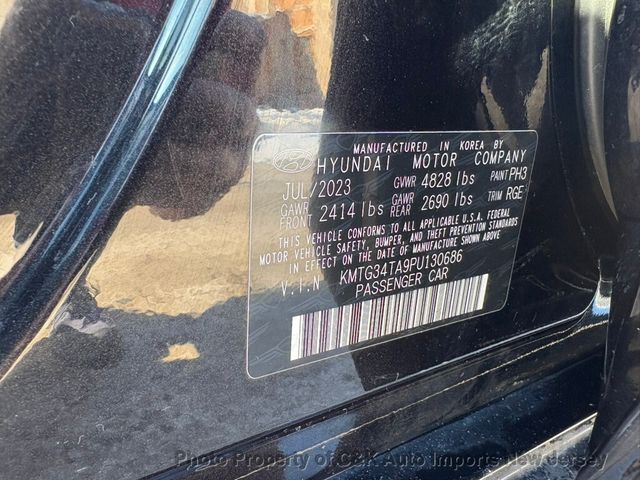 MANUFACTURED IN KOREA BY
HYUNDAI MOTOR COMPANY
JUL/2023 GVWR 4828 lbs PAINT PH3
GAWR FRONT 2414 lbs GAWR REAR 2690 lbs TRIM RGE
THIS VEHICLE CONFORMS TO ALL APPLICABLE U.S.A. FEDERAL
MOTOR VEHICLE SAFETY, BUMPER, AND THEFT PREVENTION
STANDARDS IN EFFECT ON THE DATE OF MANUFACTURE SHOWN ABOVE.
V.I.N KMTG34TA9PU130686
PASSENGER CAR
Photo Property of C&K Auto Imports New Jersey